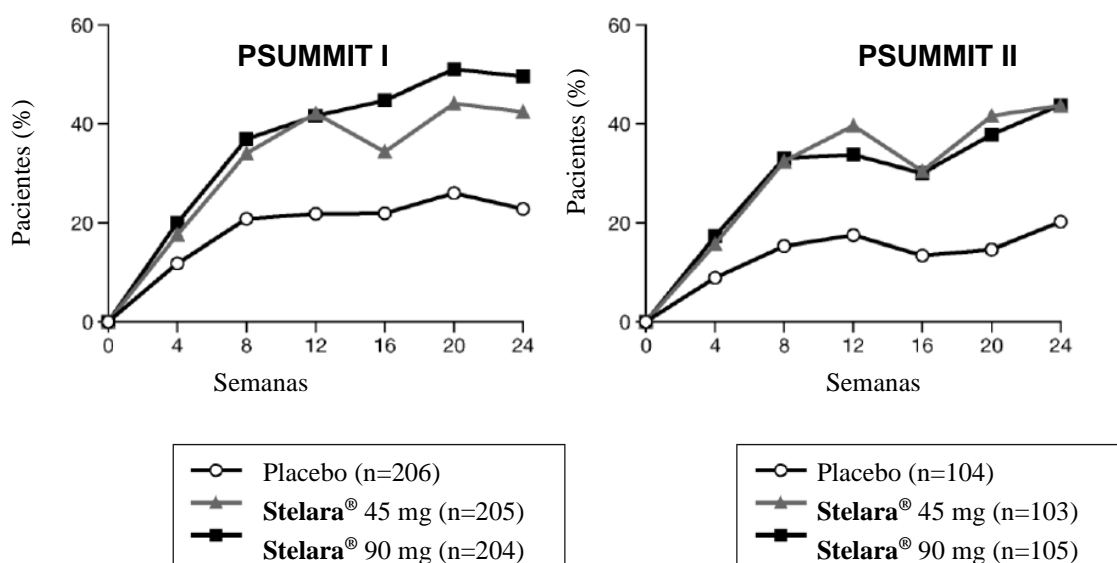 60
PSUMMIT I
40
20
0
Pacientes (%)
0 4 8 12 16 20 24
Semanas
Placebo (n=206)
Stelara® 45 mg (n=205)
Stelara® 90 mg (n=204)
60
PSUMMIT II
40
20
0
Pacientes (%)
0 4 8 12 16 20 24
Semanas
Placebo (n=104)
Stelara® 45 mg (n=103)
Stelara® 90 mg (n=105)